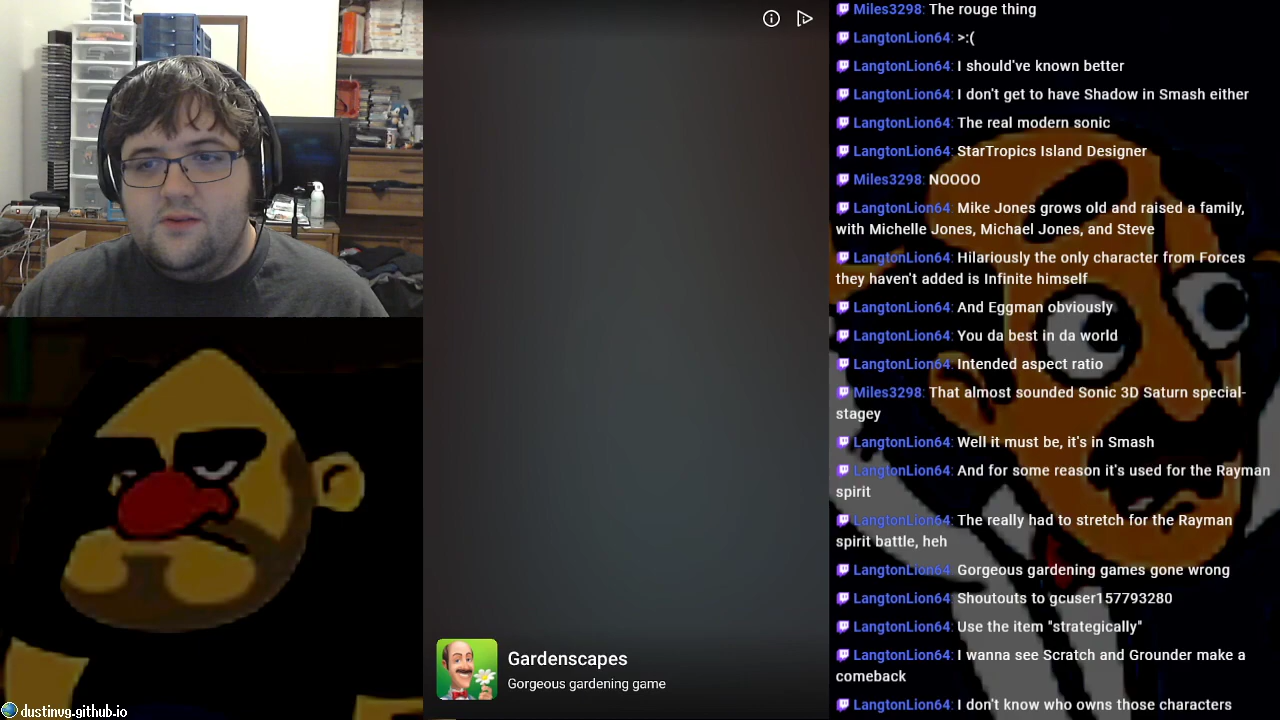 Miles3298: The rouge thing
LangtonLion64: >:(
LangtonLion64: I should've known better
LangtonLion64: I don't get to have Shadow in Smash either
LangtonLion64: The real modern sonic
LangtonLion64: StarTropics Island Designer
Miles3298: NOOOO
LangtonLion64: Mike Jones grows old and raised a family,
with Michelle Jones, Michael Jones, and Steve
LangtonLion64: Hilariously the only character from Forces
they haven't added is Infinite himself
LangtonLion64: And Eggman obviously
LangtonLion64: You da best in da world
LangtonLion64: Intended aspect ratio
Miles3298: That almost sounded Sonic 3D Saturn special-
stagey
LangtonLion64: Well it must be, it's in Smash
LangtonLion64: And for some reason it's used for the Rayman
spirit
LangtonLion64: The really had to stretch for the Rayman
spirit battle, heh
LangtonLion64: Gorgeous gardening games gone wrong
LangtonLion64: Shoutouts to gcuser157793280
LangtonLion64: Use the item "strategically"
LangtonLion64: I wanna see Scratch and Grounder make a
comeback
LangtonLion64: I don't know who owns those characters
Gardenscapes
Gorgeous gardening game
dustinvg.github.io